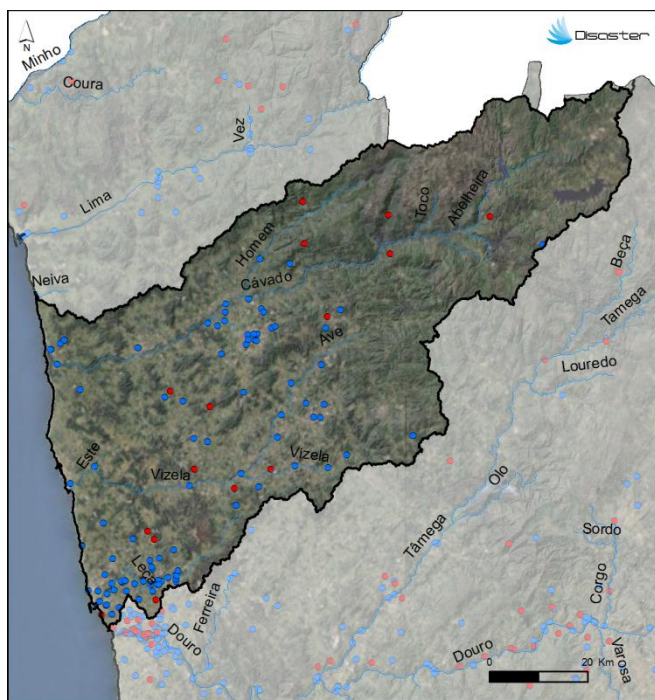 N
Disaster
Minho
Coura
Vez
Lima
Neiva
Homem
Toco
Abelheira
Cávado
Beça
Tamega
Ave
Louredo
Este
Vizela
Vizela
Olo
Tâmega
Sordo
Leça
Corgo
Ferreira
Douro
Douro
Varosa
0 20 Km